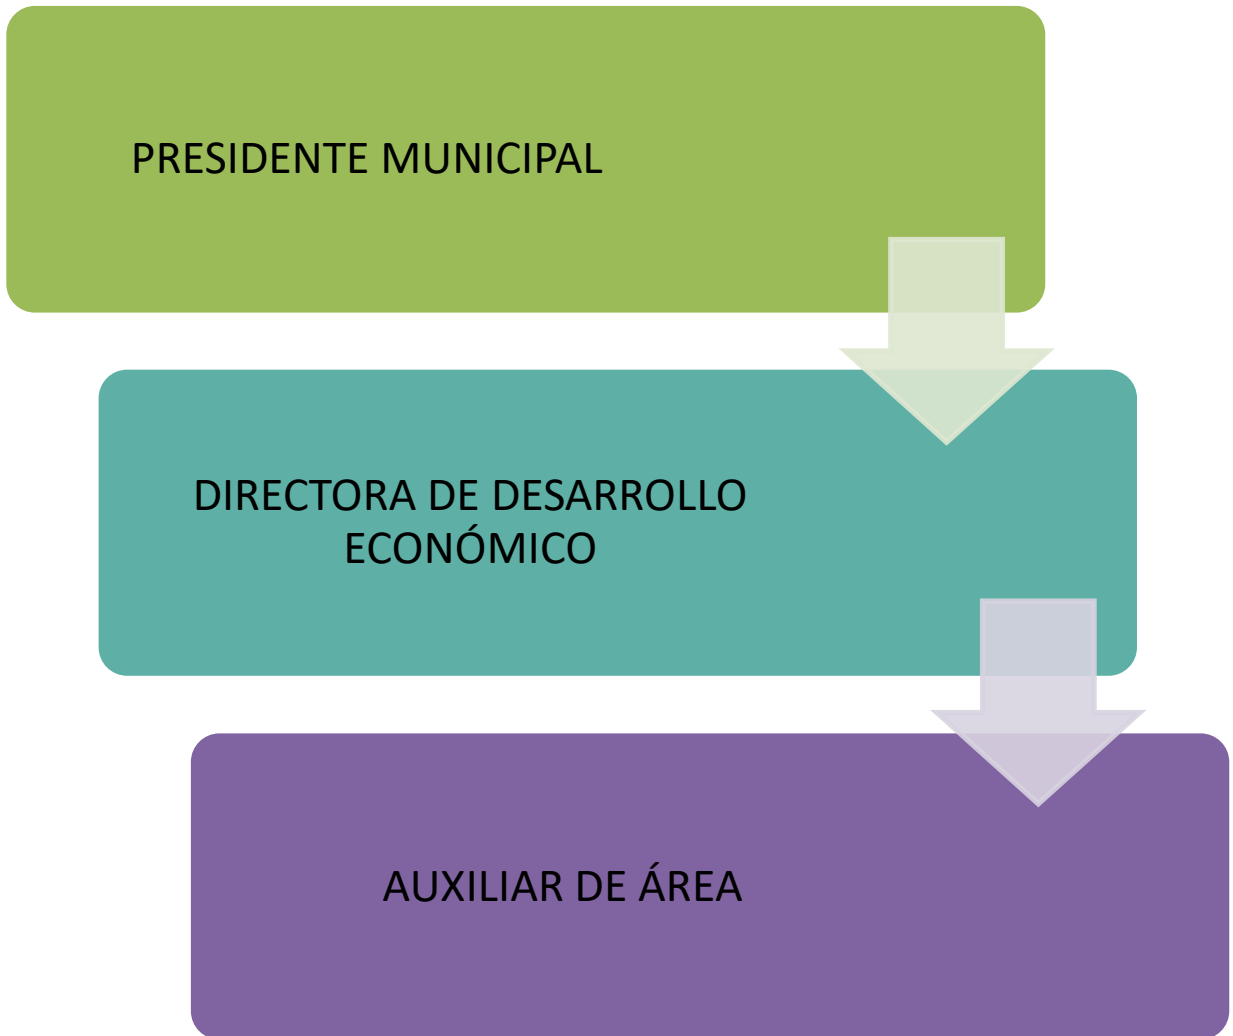 PRESIDENTE MUNICIPAL
DIRECTORA DE DESARROLLO
ECONÓMICO
AUXILIAR DE ÁREA